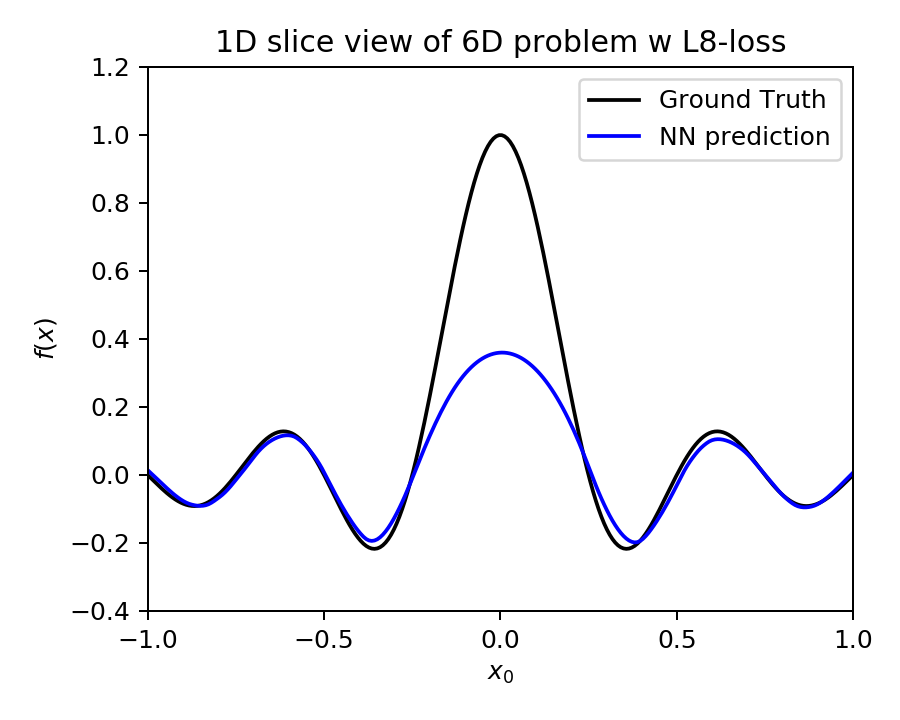 1D slice view of 6D problem w L8-loss
1.2
1.0
0.8
0.6
0.4
0.2
0.0
−0.2
−0.4
f(x)
Ground Truth
NN prediction
−1.0 −0.5 0.0 0.5 1.0
x₀